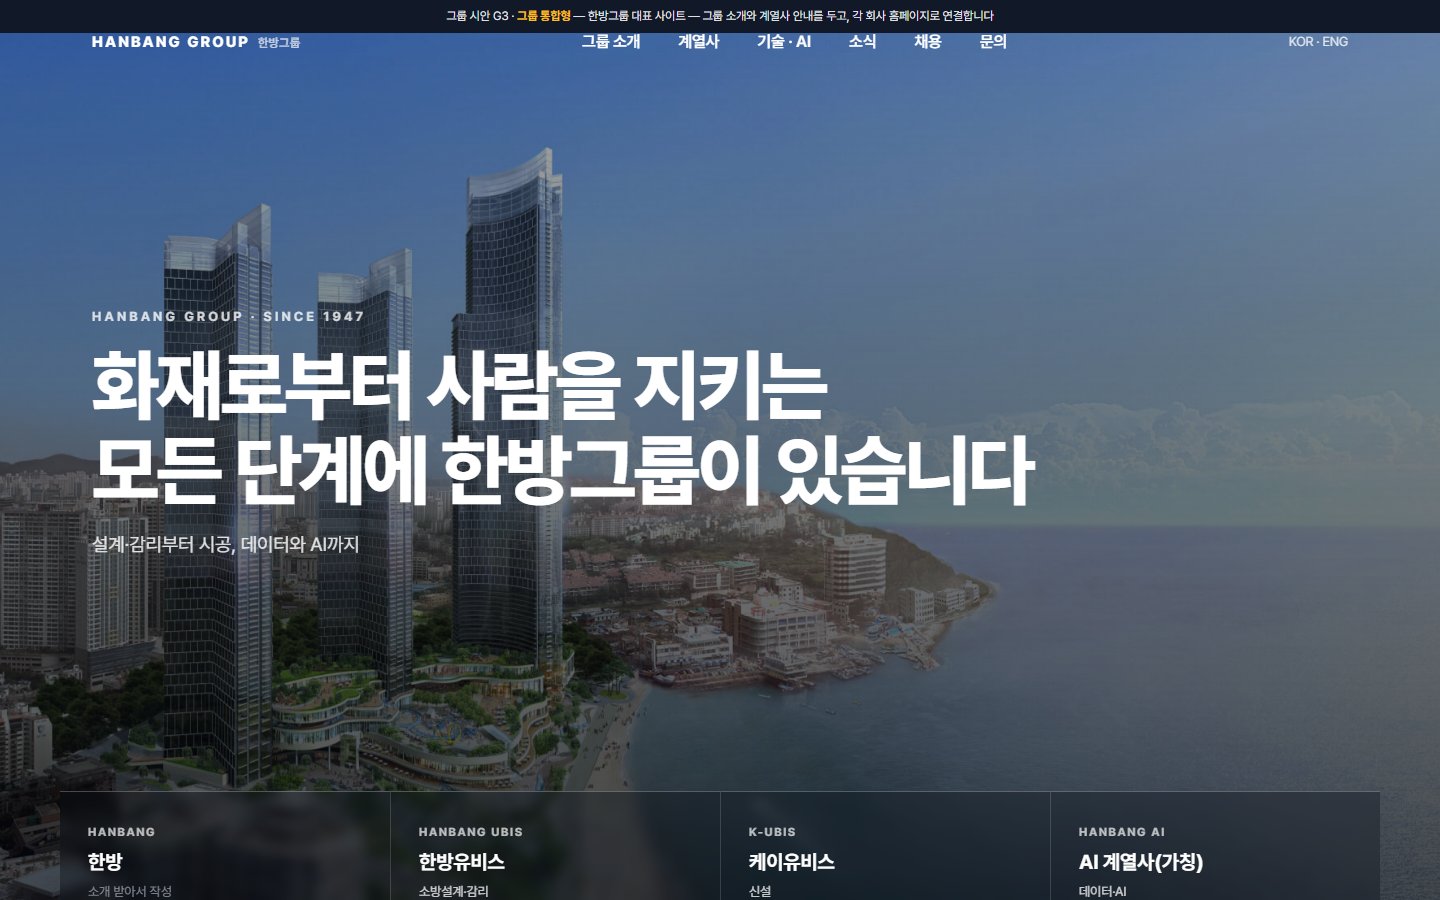 그룹 시안 G3 · 그룹 통합형 — 한방그룹 대표 사이트 — 그룹 소개와 계열사 안내를 두고, 각 회사 홈페이지로 연결합니다
HANBANG GROUP 한방그룹 그룹 소개 계열사 기술 · AI 소식 채용 문의 KOR · ENG
HANBANG GROUP · SINCE 1947
화재로부터 사람을 지키는
모든 단계에 한방그룹이 있습니다
설계·감리부터 시공, 데이터와 AI까지
HANBANG
한방
소개 받아서 작성
HANBANG UBIS
한방유비스
소방설계·감리
K-UBIS
케이유비스
신설
HANBANG AI
AI 계열사(가칭)
데이터·AI